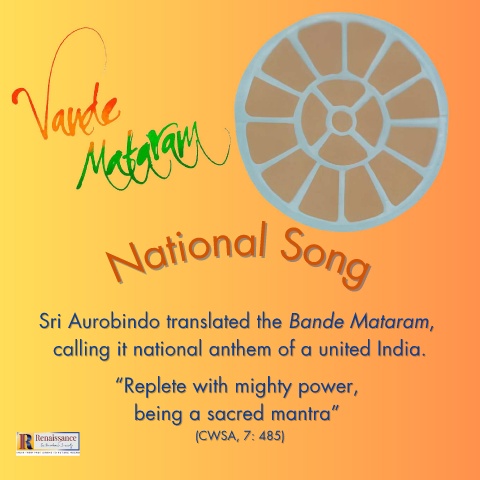 Vande
Mataram
National Song
Sri Aurobindo translated the Bande Mataram,
calling it national anthem of a united India.
“Replete with mighty power,
being a sacred mantra”
(CWSA, 7: 485)
Renaissance